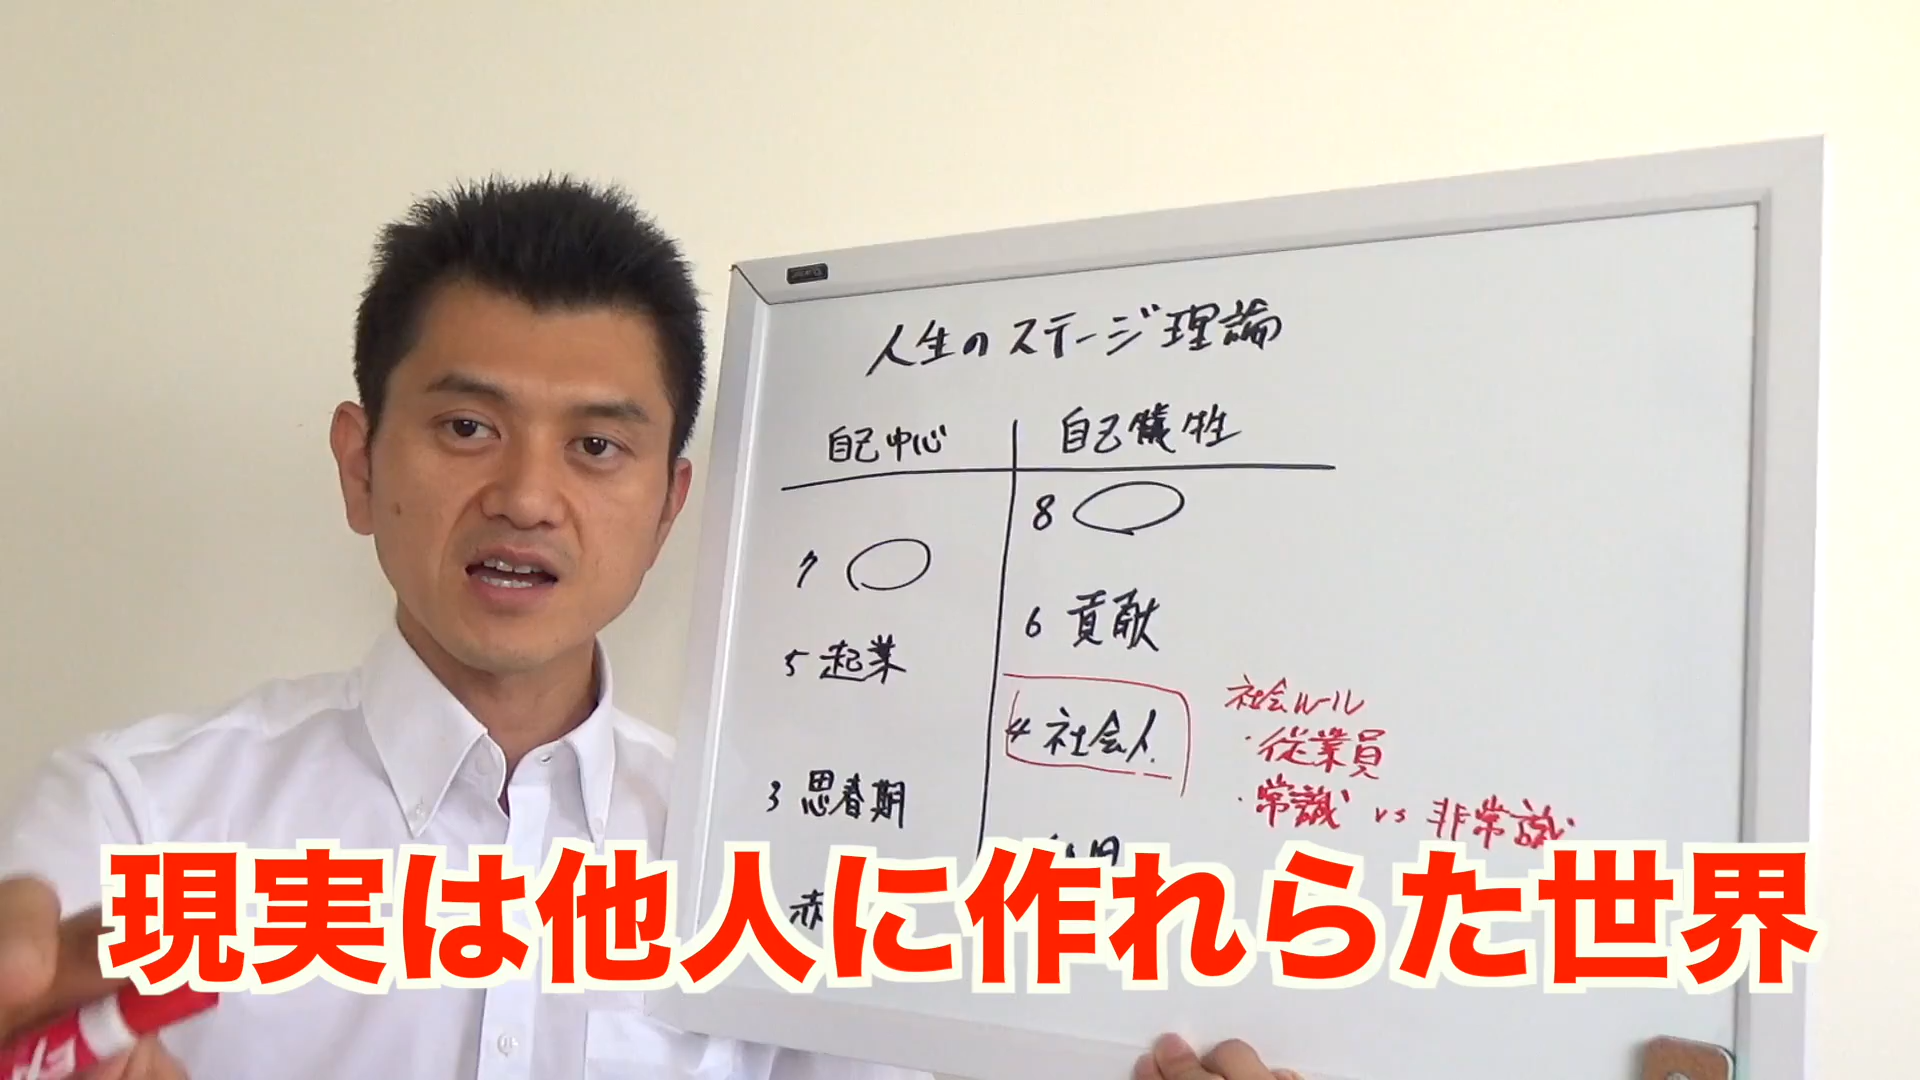 人生のステージ理論
自己中心 自己犠牲
8
7
6 貢献
5 起業
4 社会人
社会ルール
・従業員
・常識 vs 非常識
3 思春期
現実は他人に作れらた世界